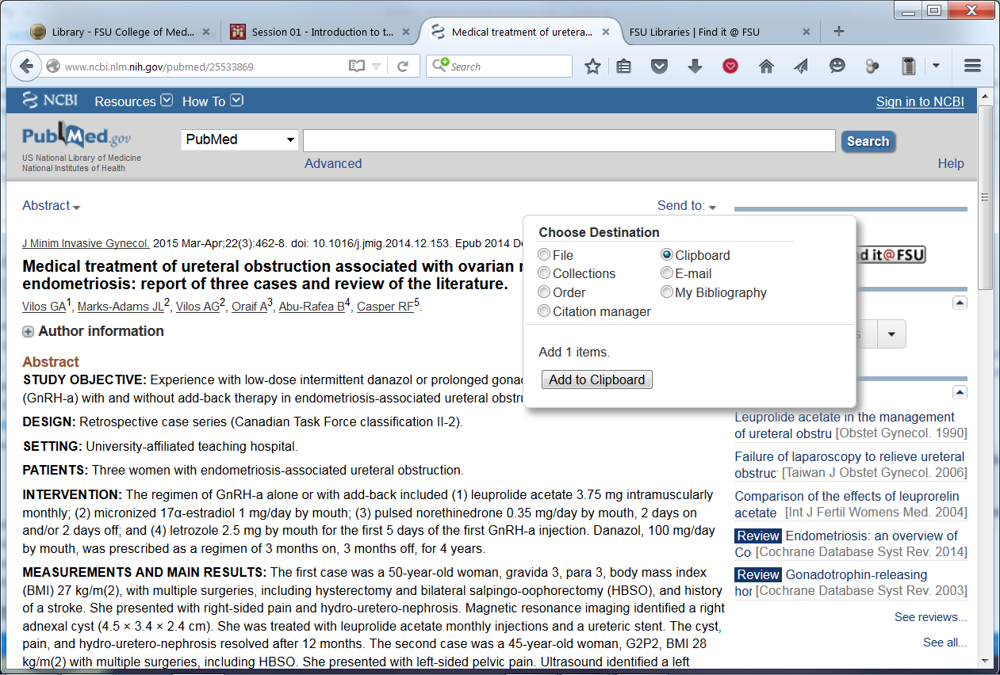 Library - FSU College of Med...
Session 01 - Introduction to t...
Medical treatment of uretera...
FSU Libraries | Find it @ FSU
www.ncbi.nlm.nih.gov/pubmed/25533869
Search
NCBI Resources How To Sign in to NCBI
PubMed.gov
US National Library of Medicine
National Institutes of Health
PubMed
Search
Advanced
Help
Abstract
Send to:
Choose Destination
File
Clipboard
Collections
E-mail
Order
My Bibliography
Citation manager
Add 1 items.
Add to Clipboard
J Minim Invasive Gynecol. 2015 Mar-Apr;22(3):462-8. doi: 10.1016/j.jmig.2014.12.153. Epub 2014
Medical treatment of ureteral obstruction associated with ovarian
endometriosis: report of three cases and review of the literature.
Vilos GA1, Marks-Adams JL2, Vilos AG2, Oraif A3, Abu-Rafea B4, Casper RF5.
Author information
Abstract
STUDY OBJECTIVE: Experience with low-dose intermittent danazol or prolonged
(GnRH-a) with and without add-back therapy in endometriosis-associated ureteral
DESIGN: Retrospective case series (Canadian Task Force classification II-2).
SETTING: University-affiliated teaching hospital.
PATIENTS: Three women with endometriosis-associated ureteral obstruction.
INTERVENTION: The regimen of GnRH-a alone or with add-back included (1) leuprolide acetate 3.75 mg intramuscularly
monthly; (2) micronized 17α-estradiol 1 mg/day by mouth; (3) pulsed norethinedrone 0.35 mg/day by mouth, 2 days on
and/or 2 days off; and (4) letrozole 2.5 mg by mouth for the first 5 days of the first GnRH-a injection. Danazol, 100 mg/day
by mouth, was prescribed as a regimen of 3 months on, 3 months off, for 4 years.
MEASUREMENTS AND MAIN RESULTS: The first case was a 50-year-old woman, gravida 3, para 3, body mass index
(BMI) 27 kg/m(2), with multiple surgeries, including hysterectomy and bilateral salpingo-oophorectomy (HBSO), and history
of a stroke. She presented with right-sided pain and hydro-uretero-nephrosis. Magnetic resonance imaging identified a right
adnexal cyst (4.5 × 3.4 × 2.4 cm). She was treated with leuprolide acetate monthly injections and a ureteric stent. The cyst,
pain, and hydro-uretero-nephrosis resolved after 12 months. The second case was a 45-year-old woman, G2P2, BMI 28
kg/m(2) with multiple surgeries, including HBSO. She presented with left-sided pelvic pain. Ultrasound identified a left
d it@FSU
Leuprolide acetate in the management
of ureteral obstru [Obstet Gynecol. 1990]
Failure of laparoscopy to relieve ureteral
obstruc [Taiwan J Obstet Gynecol. 2006]
Comparison of the effects of leuprorelin
acetate [Int J Fertil Womens Med. 2004]
Review Endometriosis: an overview of
Co [Cochrane Database Syst Rev. 2014]
Review Gonadotrophin-releasing
hor [Cochrane Database Syst Rev. 2003]
See reviews...
See all...